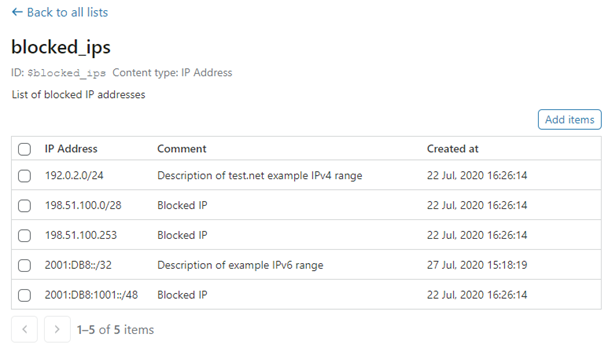 ← Back to all lists
blocked_ips
ID: $blocked_ips Content type: IP Address
List of blocked IP addresses
Add items
IP Address Comment Created at
192.0.2.0/24 Description of test.net example IPv4 range 22 Jul, 2020 16:26:14
198.51.100.0/28 Blocked IP 22 Jul, 2020 16:26:14
198.51.100.253 Blocked IP 22 Jul, 2020 16:26:14
2001:DB8::/32 Description of example IPv6 range 27 Jul, 2020 15:18:19
2001:DB8:1001::/48 Blocked IP 22 Jul, 2020 16:26:14
1–5 of 5 items